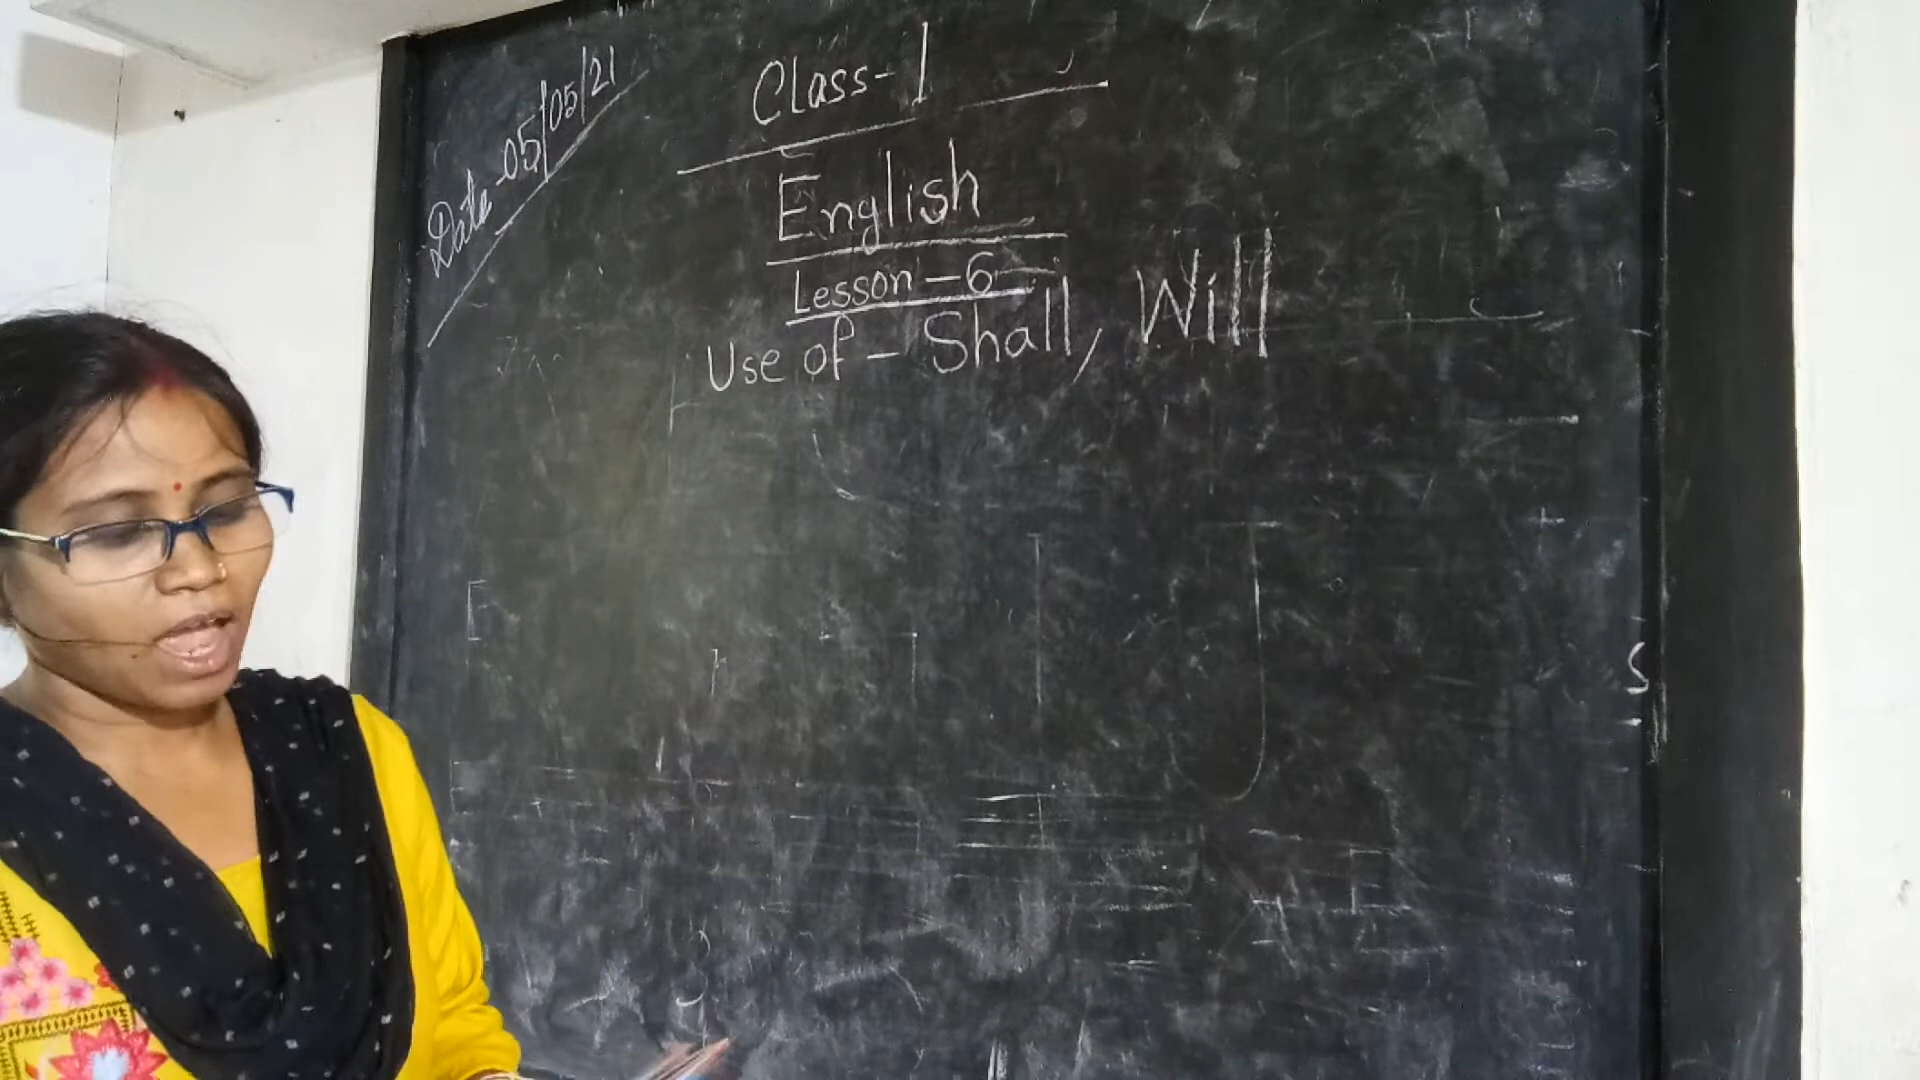 Date - 05/05/21
Class - 1
English
Lesson - 6
Use of - Shall, Will